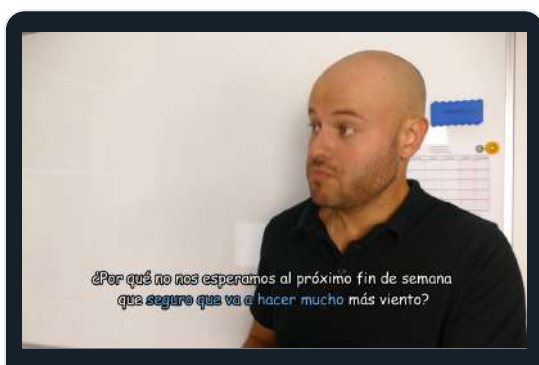 ¿Por qué no nos esperamos al próximo fin de semana
que seguro que va a hacer mucho más viento?